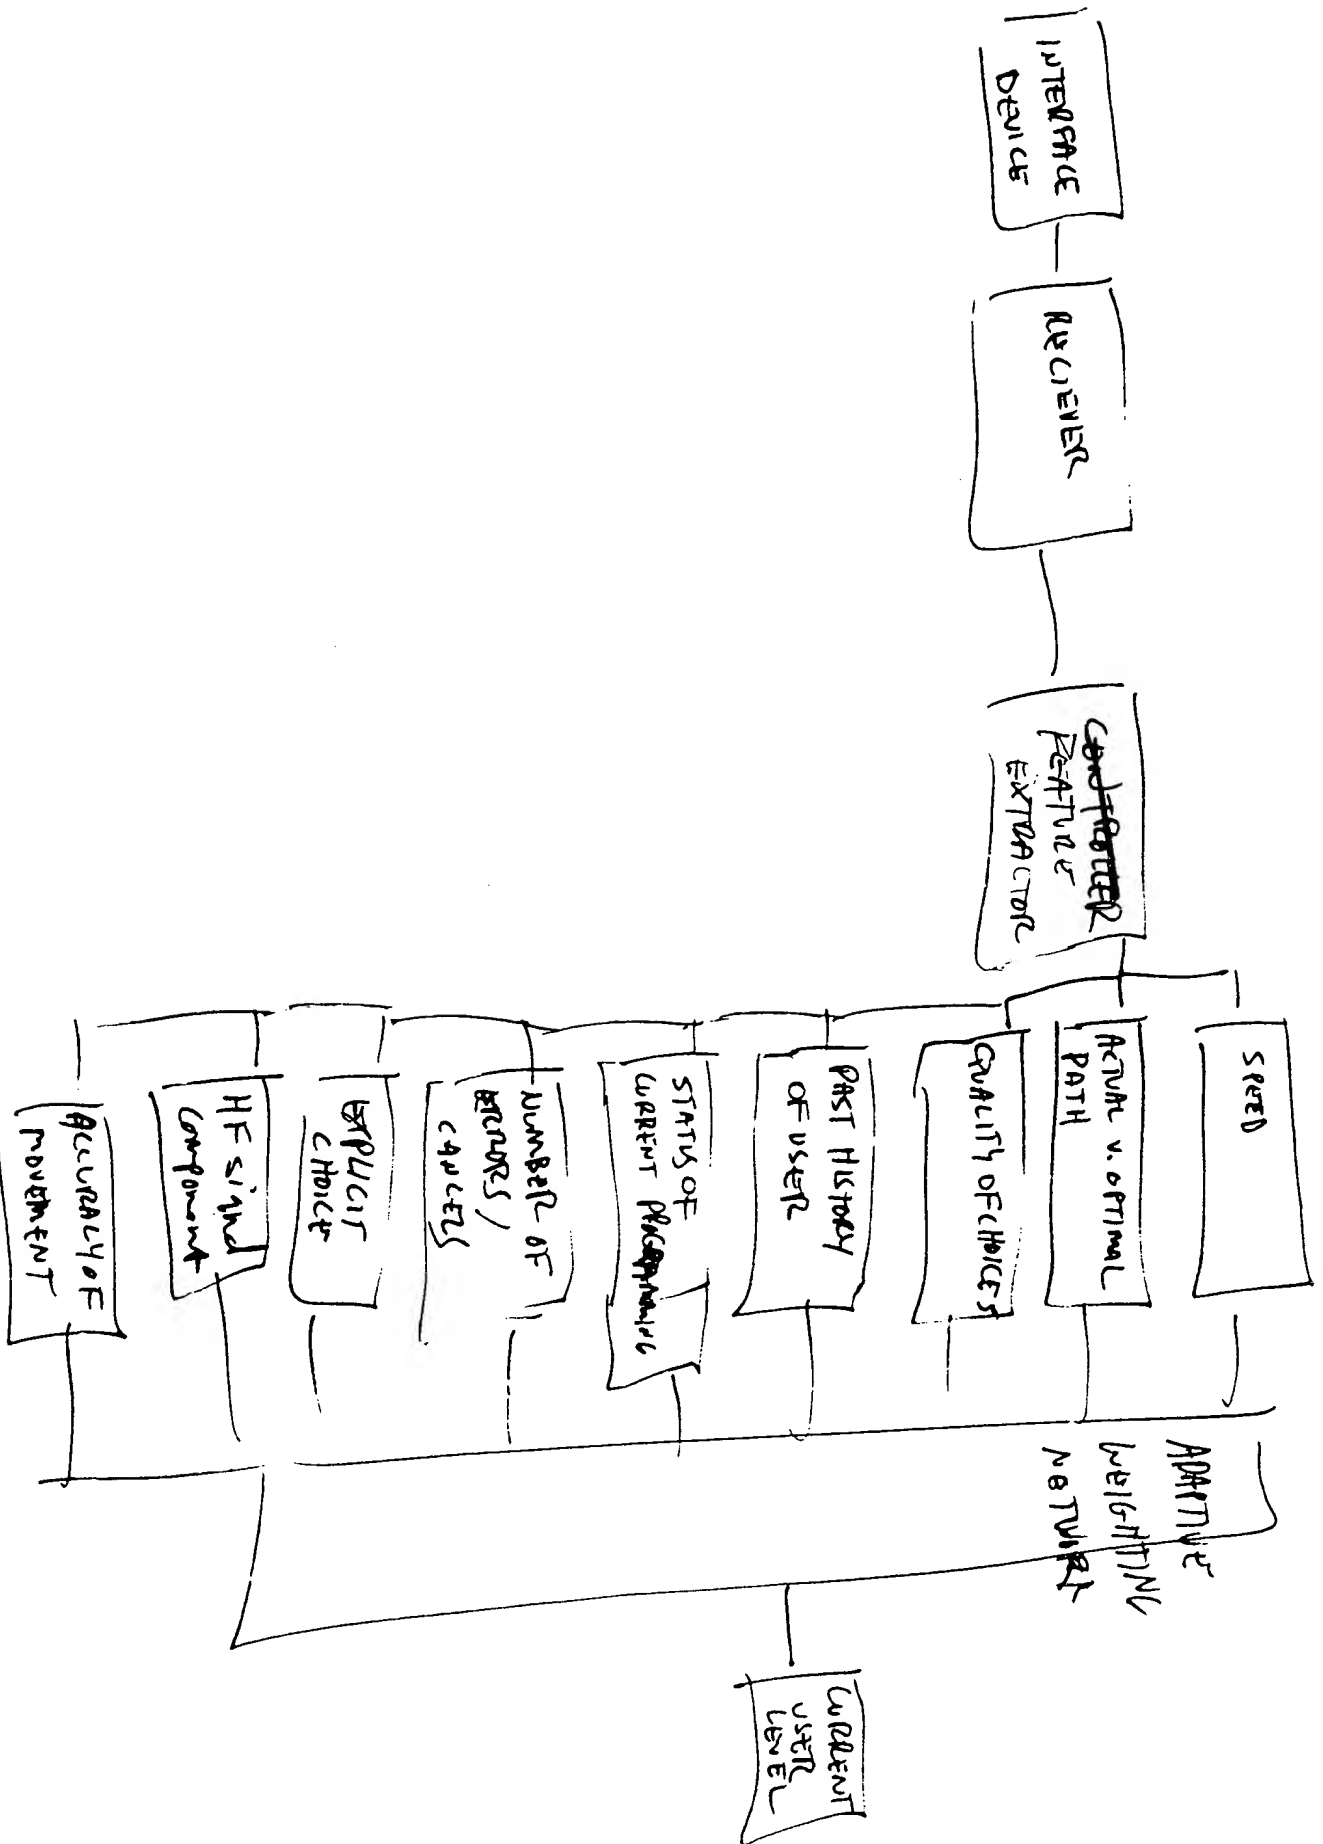 INTERFACE
DEVICE
RECIEVER
CONTROLLER
FEATURE
EXTRACTOR
SPEED
ACTUAL V. OPTIMAL
PATH
QUALITY OF CHOICES
PAST HISTORY
OF USER
STATUS OF
CURRENT PROGRAMMING
NUMBER OF
ERRORS/
CANCELS
EXPLICIT
CHOICE
HF signal
component
ACCURACY OF
MOVEMENT
ADAPTIVE
WEIGHTING
NETWORK
CURRENT
USER
LEVEL